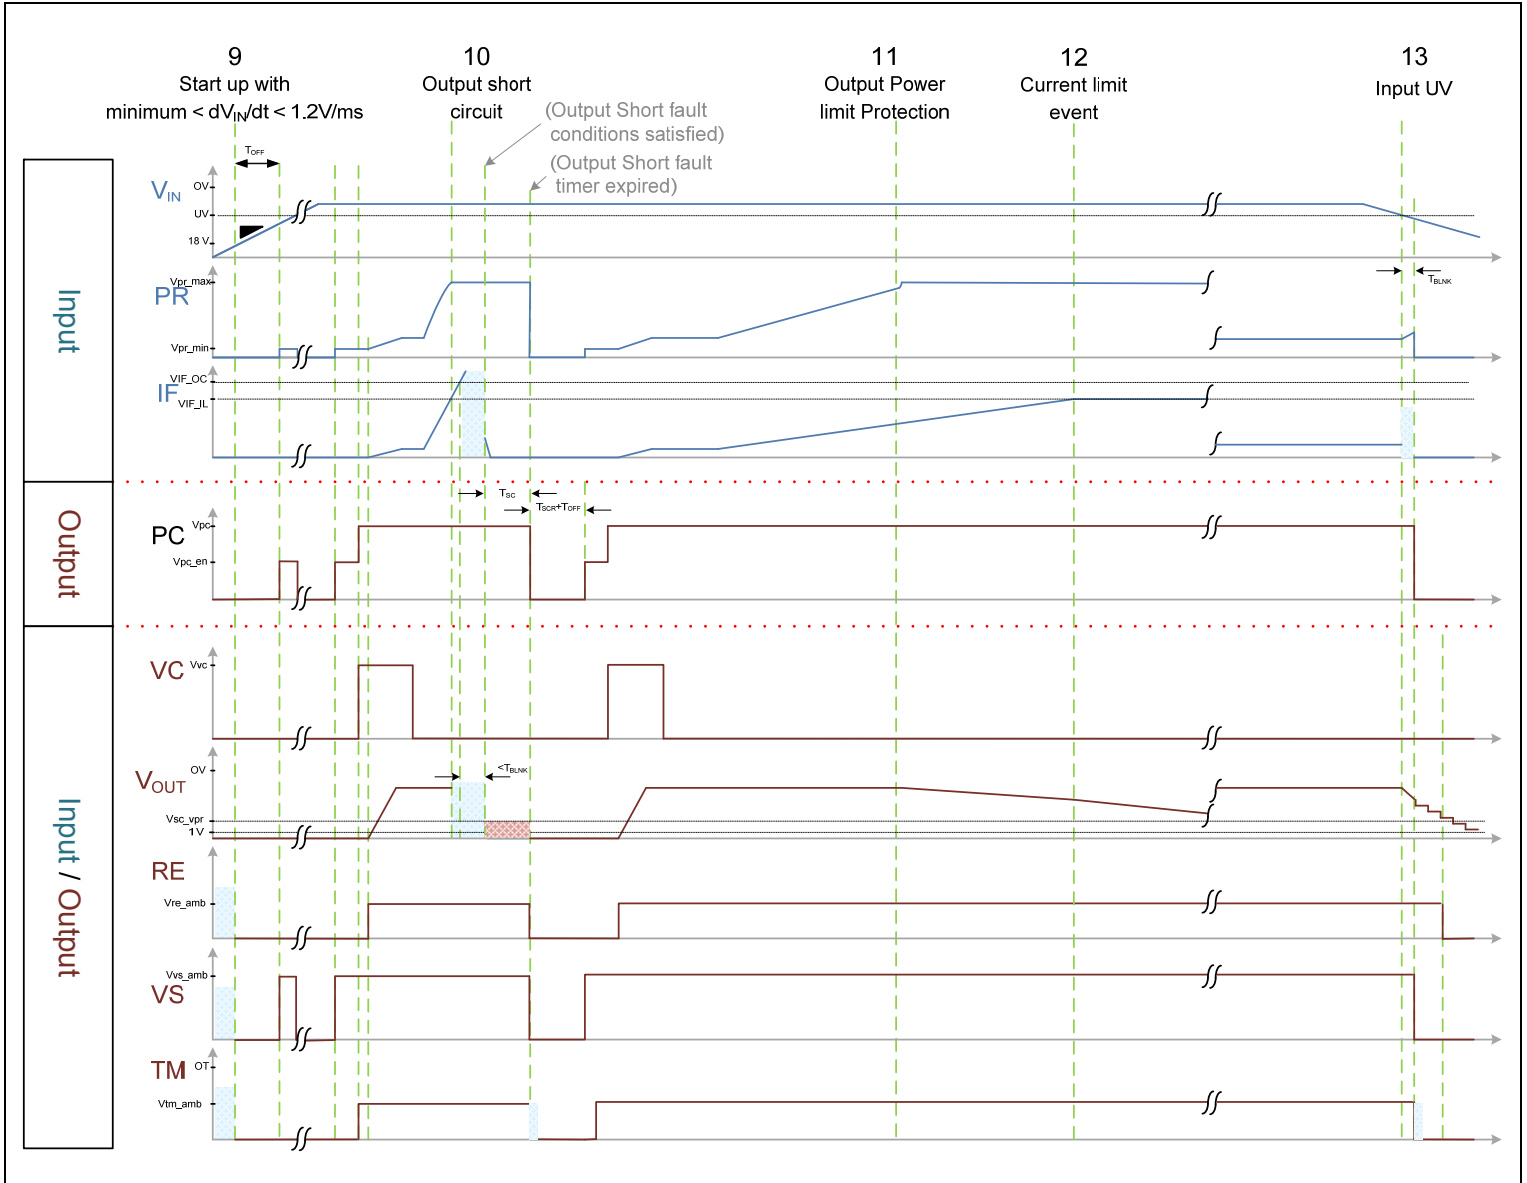 9
Start up with
minimum < dVIN/dt < 1.2V/ms
10
Output short
circuit
(Output Short fault
conditions satisfied)
(Output Short fault
timer expired)
11
Output Power
limit Protection
12
Current limit
event
13
Input UV
TOFF
Input
VIN
OV
UV
18 V
PR
Vpr_max
Vpr_min
TBLNK
IF
VIF_OC
VIF_IL
Output
TSC
TSCR+TOFF
PC
Vpc
Vpc_en
Input / Output
VC
Vvc
VOUT
OV
<TBLNK
Vsc_vpr
1V
RE
Vre_amb
VS
Vvs_amb
TM
OT
Vtm_amb